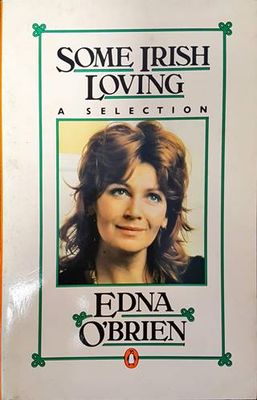 SOME IRISH
LOVING
A SELECTION
EDNA
O'BRIEN